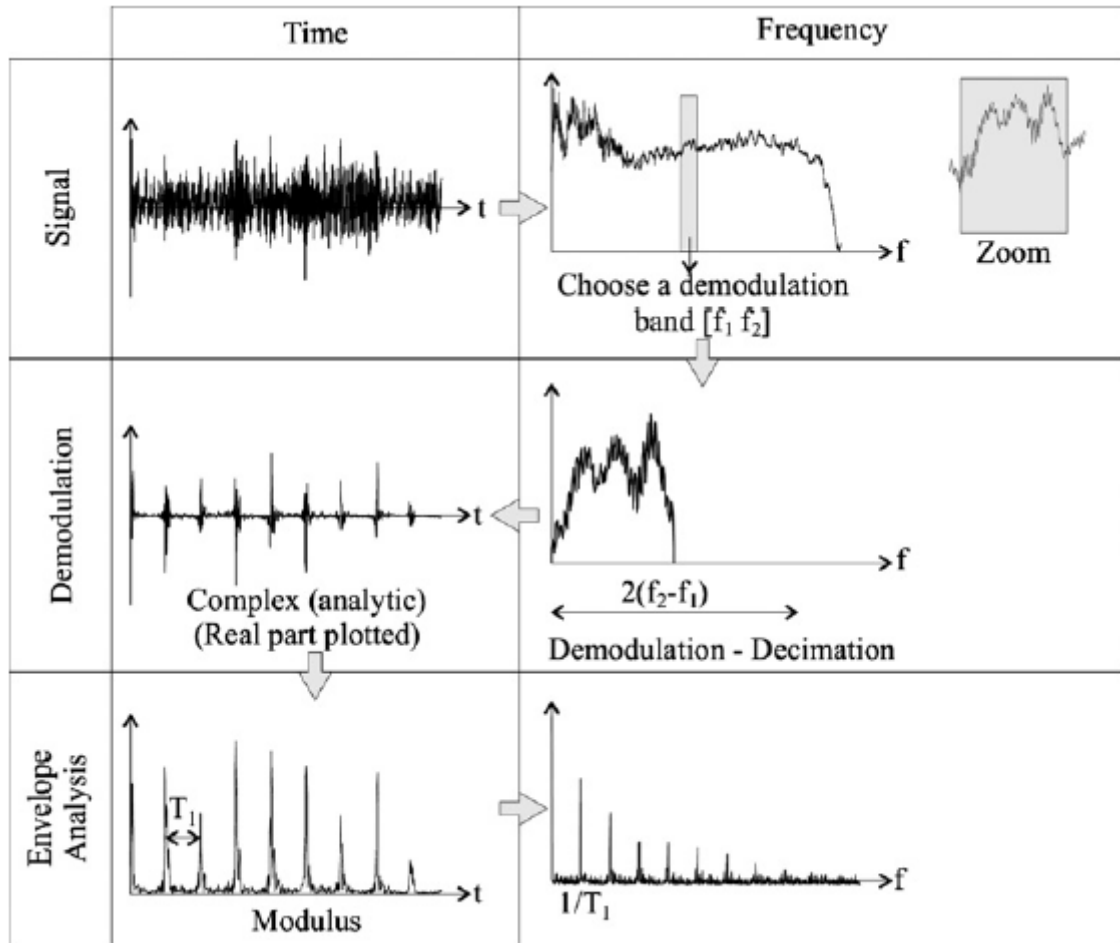 Time
Frequency
Signal
t
f
Zoom
Choose a demodulation
band [f₁ f₂]
Demodulation
t
Complex (analytic)
(Real part plotted)
f
2(f₂-f₁)
Demodulation - Decimation
Envelope
Analysis
T₁
t
Modulus
f
1/T₁